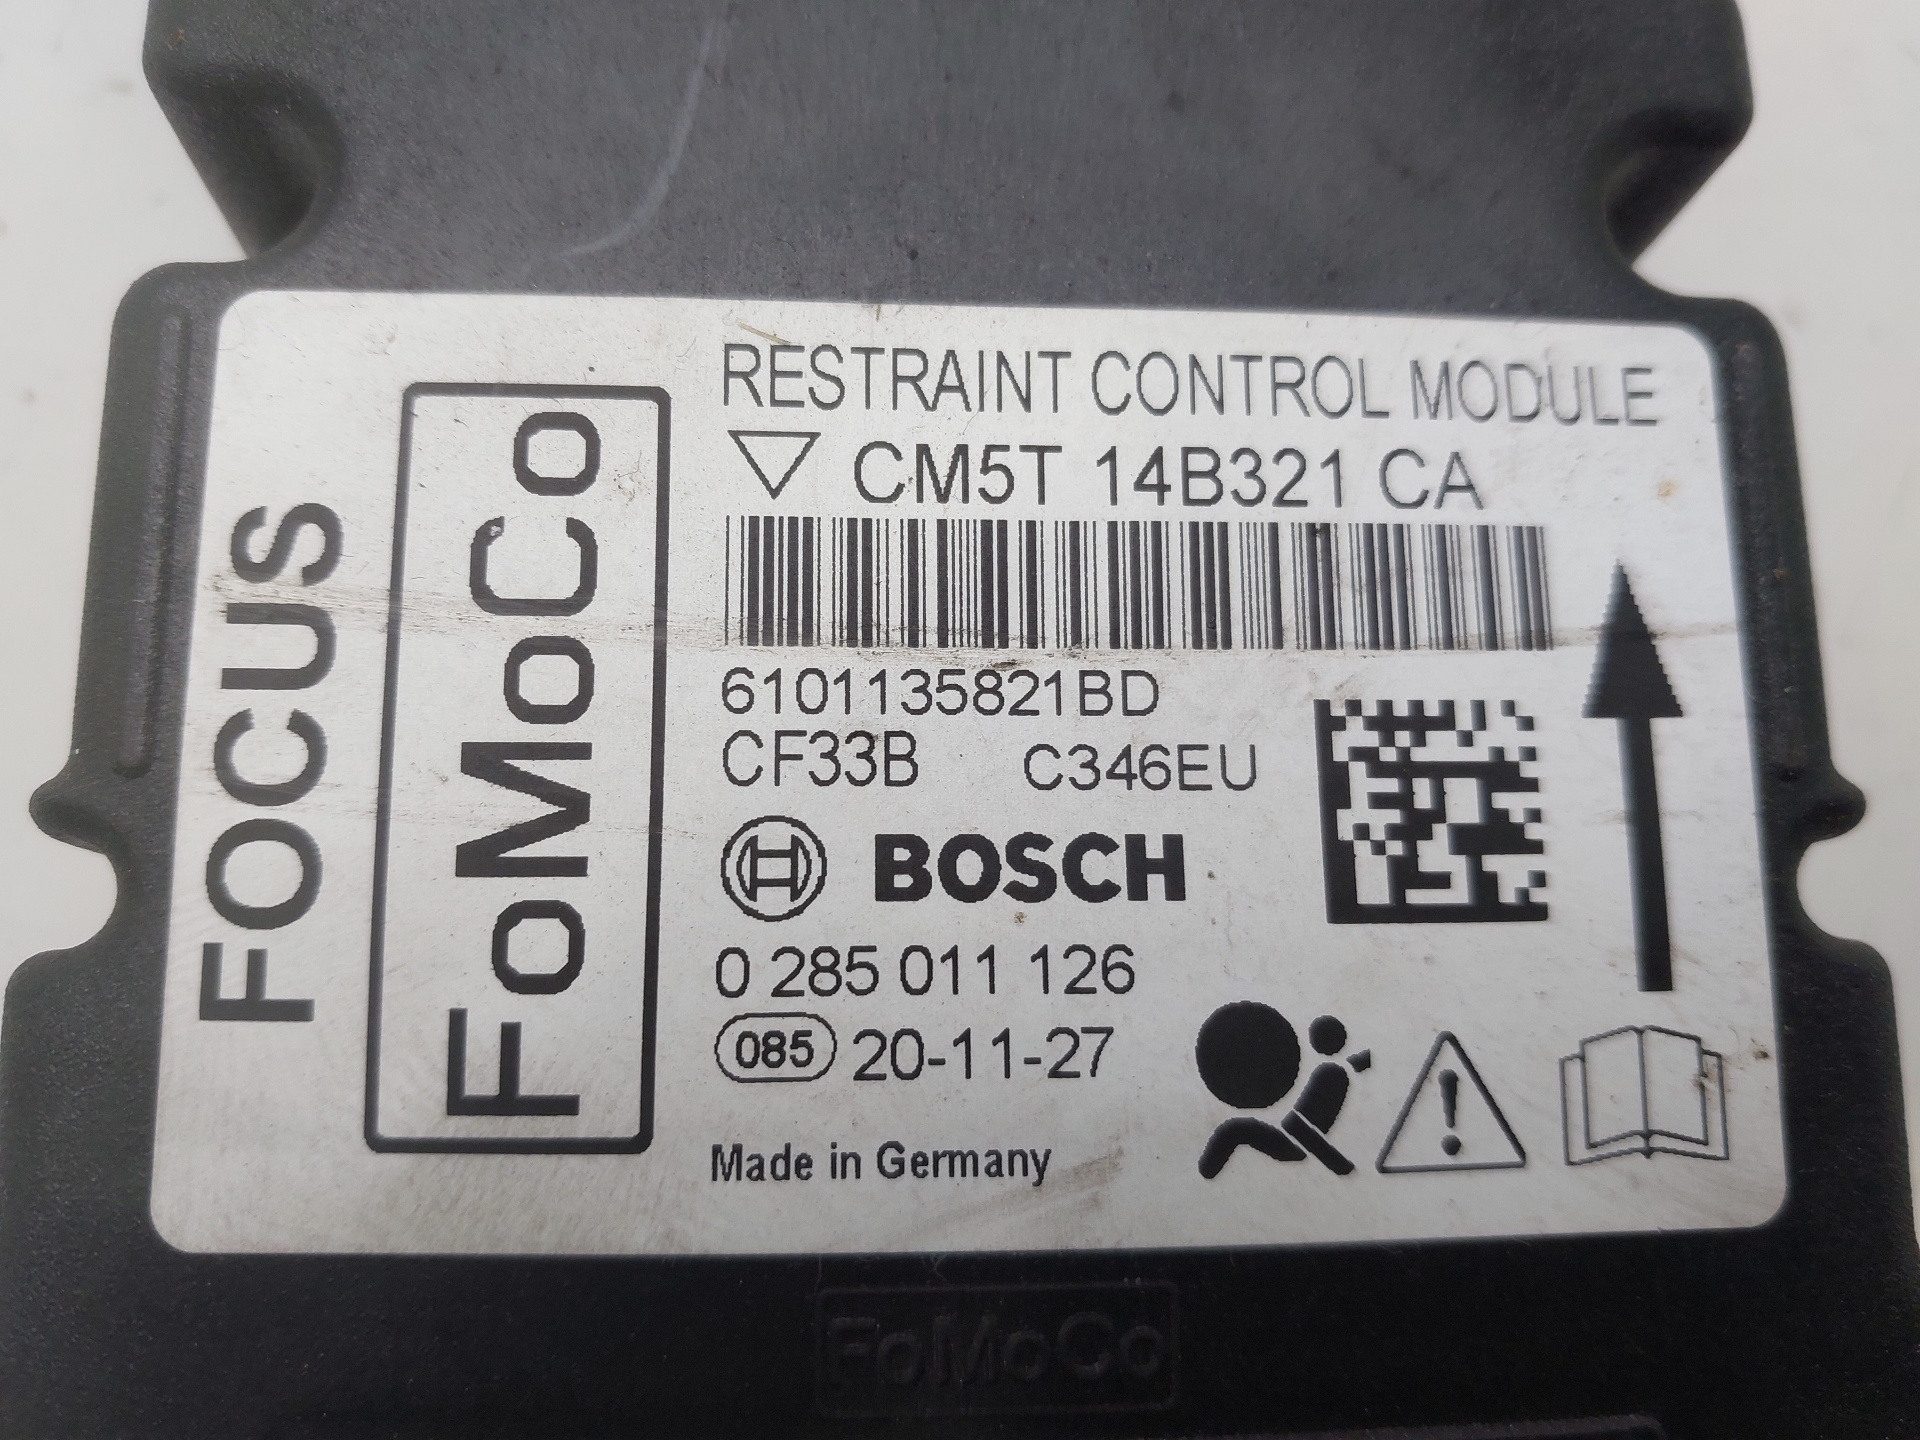 RESTRAINT CONTROL MODULE
CM5T 14B321 CA
6101135821BD
CF33B C346EU
BOSCH
0 285 011 126
085 20-11-27
Made in Germany
FoMoCo
FOCUS
FoMoCo